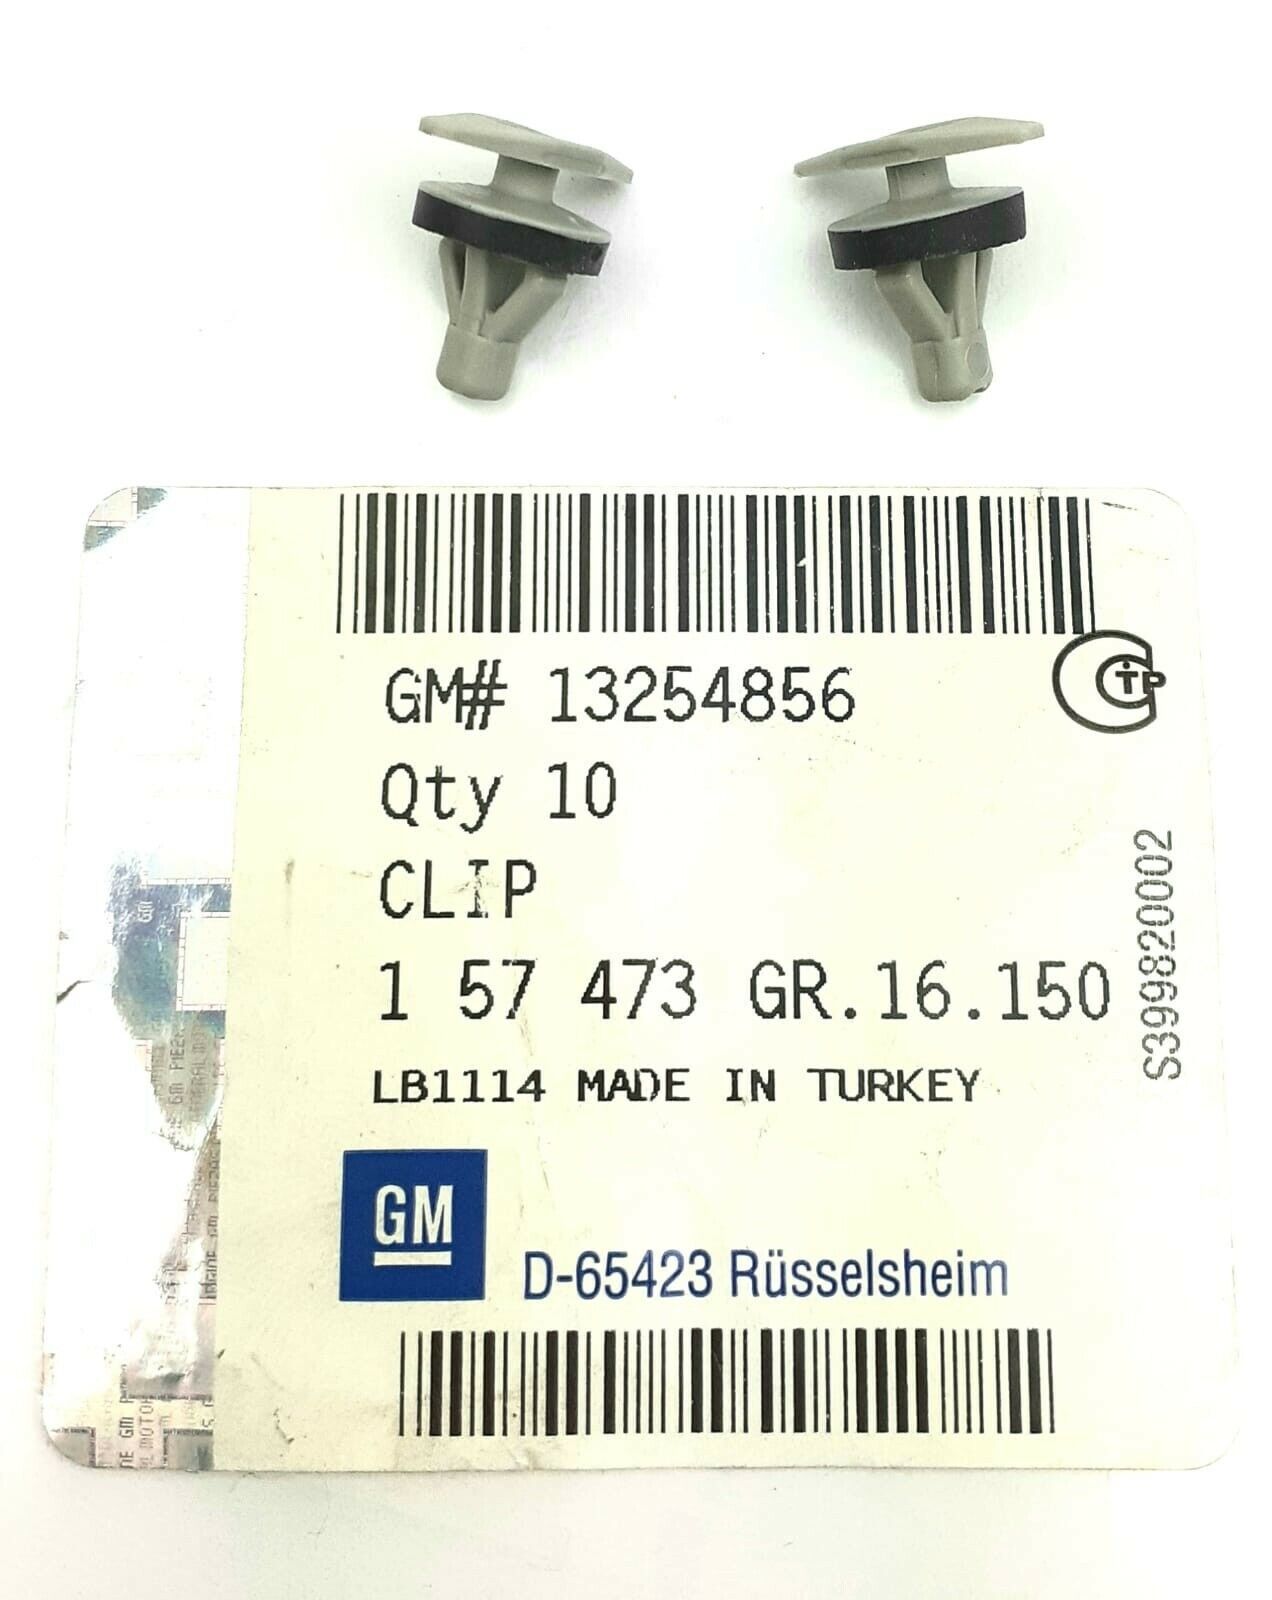 GM# 13254856
Qty 10
CLIP
1 57 473 GR.16.150
LB1114 MADE IN TURKEY
S399820002
GM
D-65423 Rüsselsheim